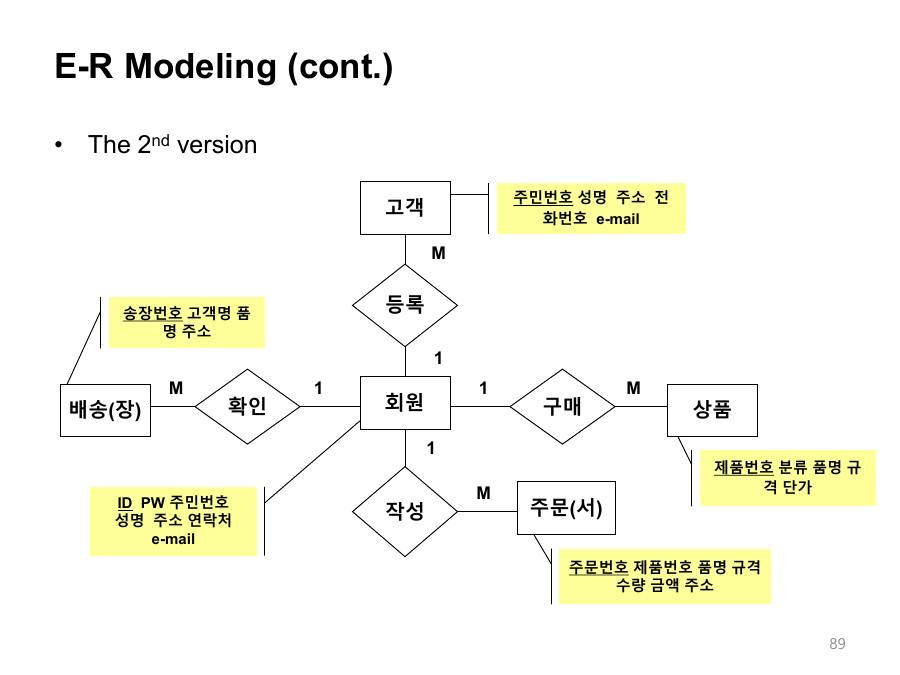 E-R Modeling (cont.)
• The 2nd version
고객
주민번호 성명 주소 전
화번호 e-mail
M
등록
송장번호 고객명 품
명 주소
1
배송(장)
M
확인
1
회원
1
구매
M
상품
1
제품번호 분류 품명 규
격 단가
ID PW 주민번호
성명 주소 연락처
e-mail
작성
M
주문(서)
주문번호 제품번호 품명 규격
수량 금액 주소
89